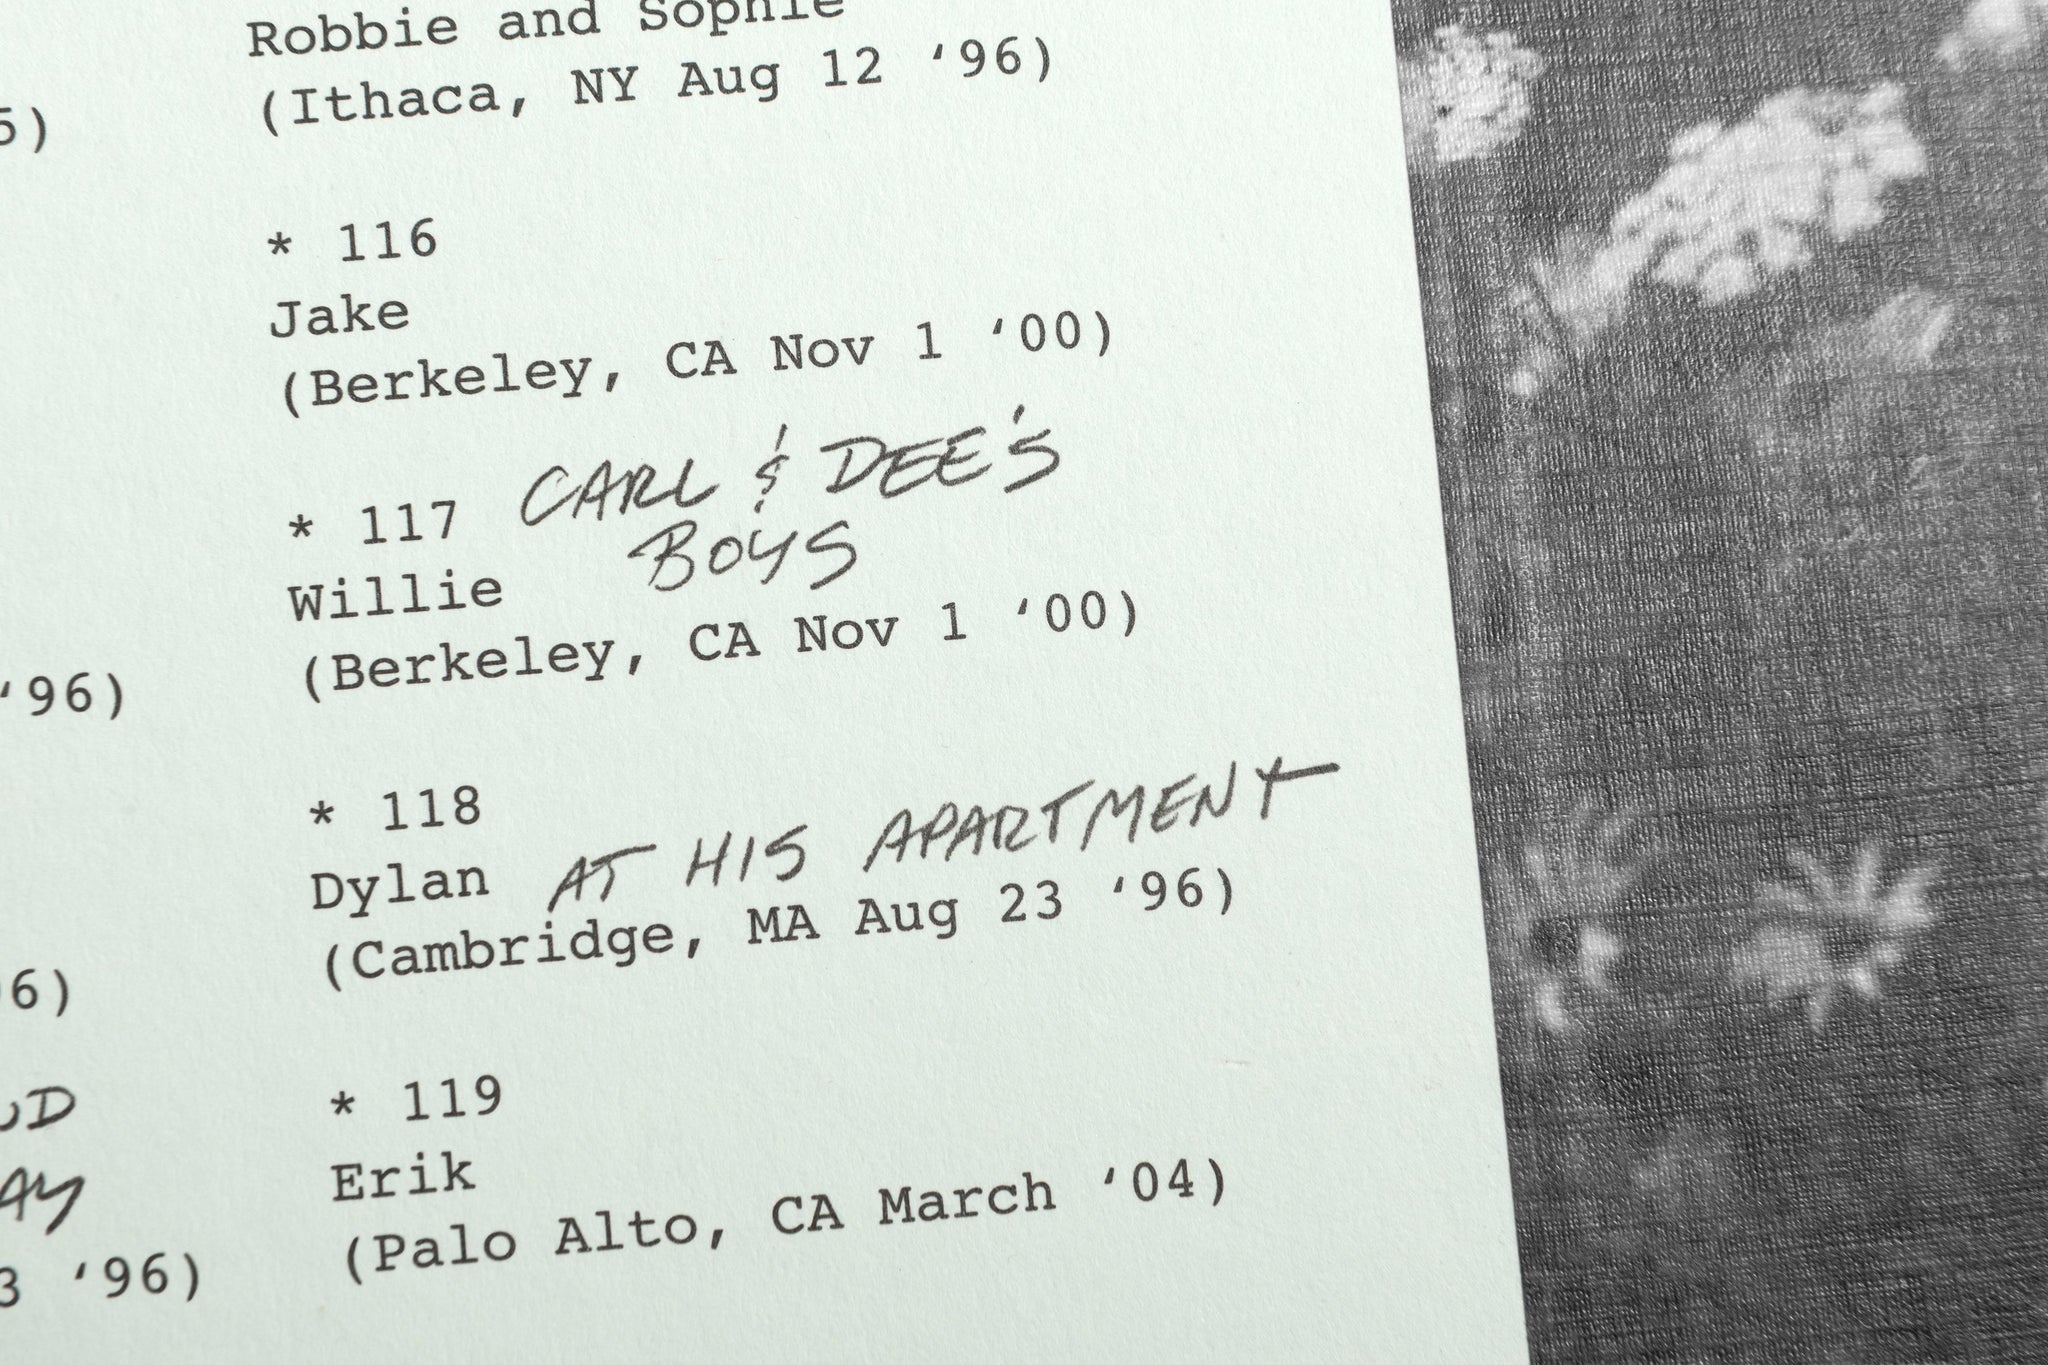 Robbie and Sophie
(Ithaca, NY Aug 12 ‘96)
* 116
Jake
(Berkeley, CA Nov 1 ‘00)
* 117 CARL & DEE'S
BOYS
Willie
(Berkeley, CA Nov 1 ‘00)
* 118
Dylan AT HIS APARTMENT
(Cambridge, MA Aug 23 ‘96)
* 119
Erik
(Palo Alto, CA March ‘04)
5)
‘96)
6)
3 ‘96)